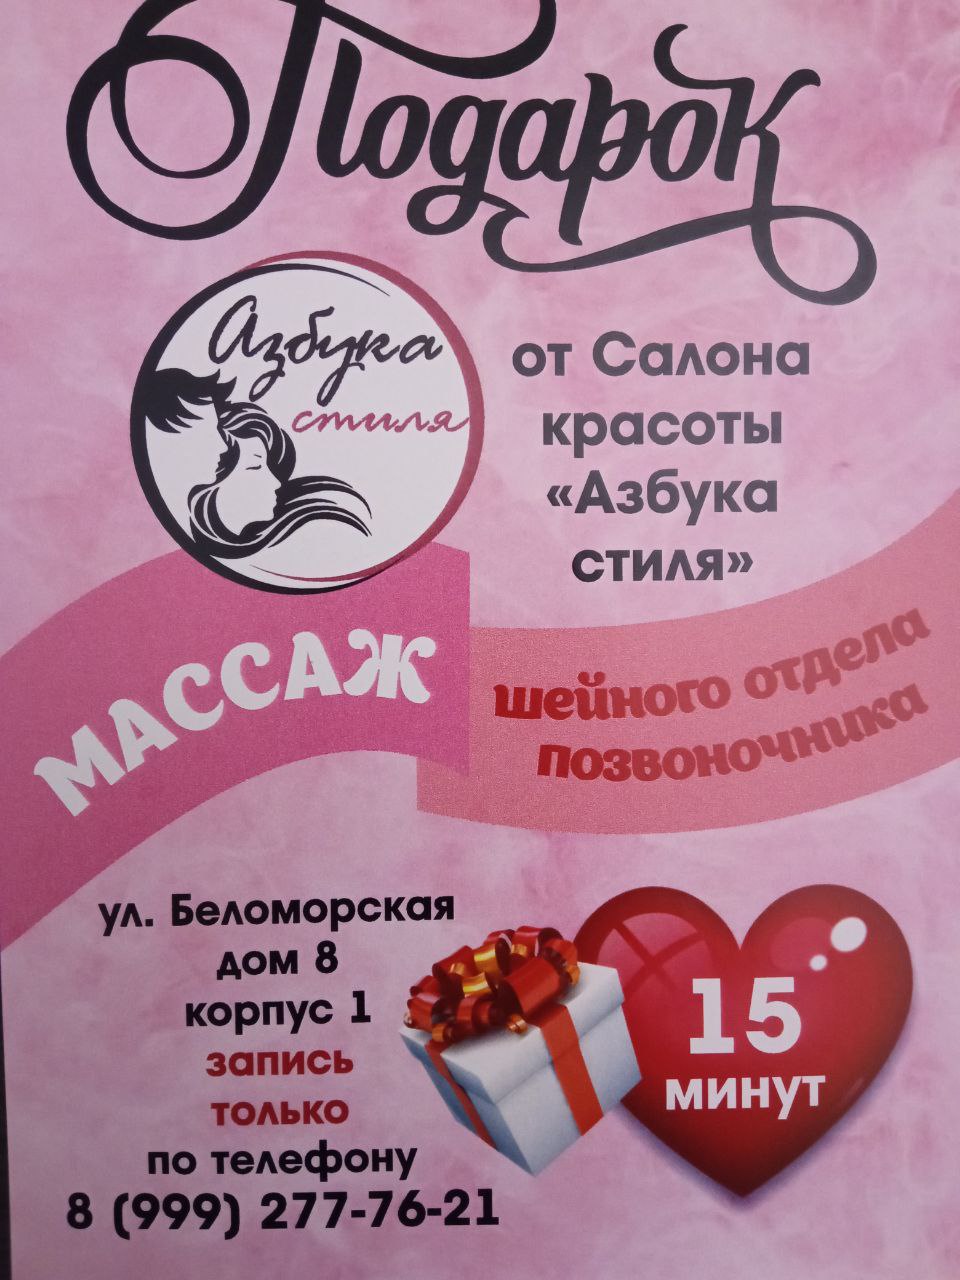 Подарок
Азбука
стиля
от Салона
красоты
«Азбука
стиля»
МАССАЖ
шейного отдела
позвоночника
ул. Беломорская
дом 8
корпус 1
запись
только
по телефону
8 (999) 277-76-21
15
минут